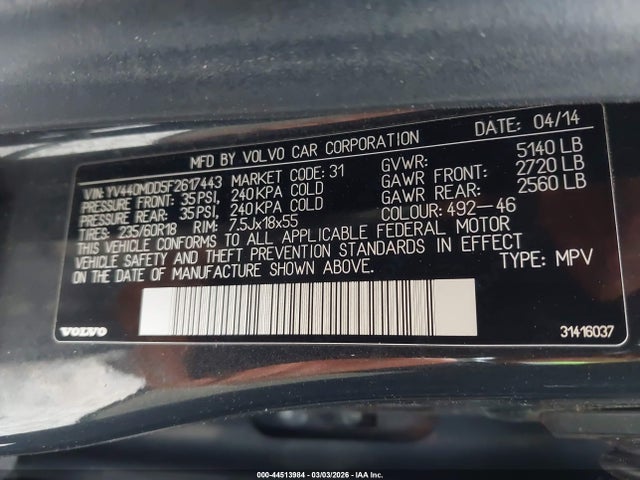 MFD BY VOLVO CAR CORPORATION DATE: 04/14
VIN:YV440MDD5F2617443 MARKET CODE: 31 GVWR: 5140 LB
PRESSURE FRONT: 35PSI, 240KPA COLD GAWR FRONT: 2720 LB
PRESSURE REAR: 35PSI, 240KPA COLD GAWR REAR: 2560 LB
TIRES: 235/60R18 RIM: 7.5Jx18x55 COLOUR: 492-46
THIS VEHICLE CONFORMS TO ALL APPLICABLE FEDERAL MOTOR
VEHICLE SAFETY AND THEFT PREVENTION STANDARDS IN EFFECT
ON THE DATE OF MANUFACTURE SHOWN ABOVE. TYPE: MPV
VOLVO 31416037
000-44513984 | 03/03/2026 | IAA Inc.